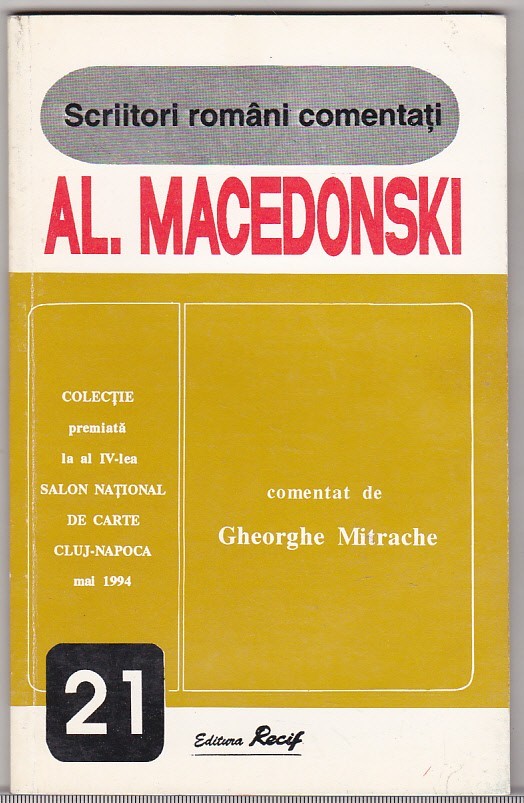 Scriitori români comentați
AL. MACEDONSKI
COLECȚIE
premiată
la al IV-lea
SALON NAȚIONAL
DE CARTE
CLUJ-NAPOCA
mai 1994
comentat de
Gheorghe Mitrache
21
Editura Recif